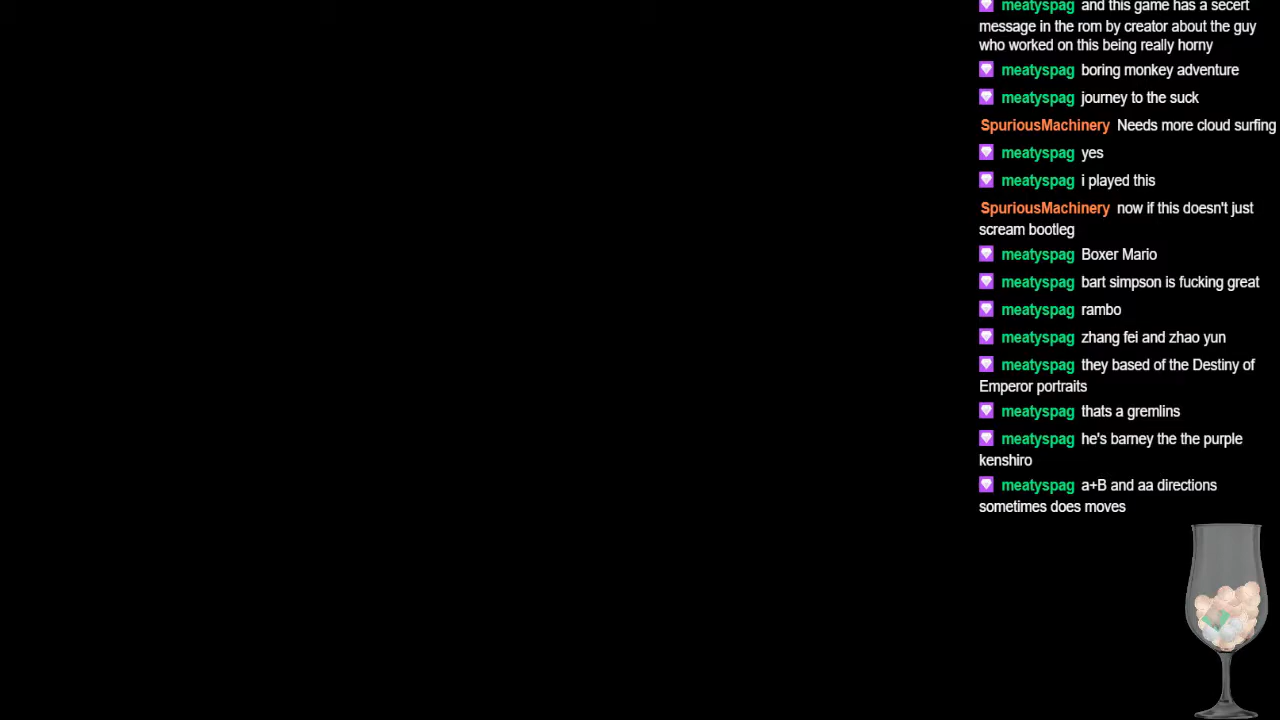 meatyspag and this game has a secert
message in the rom by creator about the guy
who worked on this being really horny
meatyspag boring monkey adventure
meatyspag journey to the suck
SpuriousMachinery Needs more cloud surfing
meatyspag yes
meatyspag i played this
SpuriousMachinery now if this doesn't just
scream bootleg
meatyspag Boxer Mario
meatyspag bart simpson is fucking great
meatyspag rambo
meatyspag zhang fei and zhao yun
meatyspag they based of the Destiny of
Emperor portraits
meatyspag thats a gremlins
meatyspag he's barney the the purple
kenshiro
meatyspag a+B and aa directions
sometimes does moves